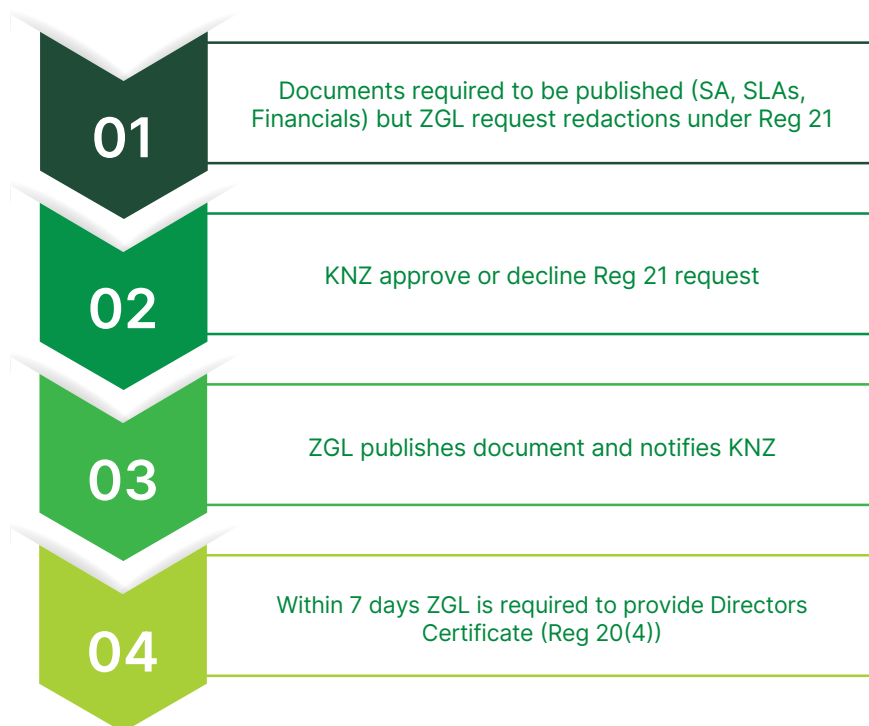 01
Documents required to be published (SA, SLAs,
Financials) but ZGL request redactions under Reg 21
02
KNZ approve or decline Reg 21 request
03
ZGL publishes document and notifies KNZ
04
Within 7 days ZGL is required to provide Directors
Certificate (Reg 20(4))